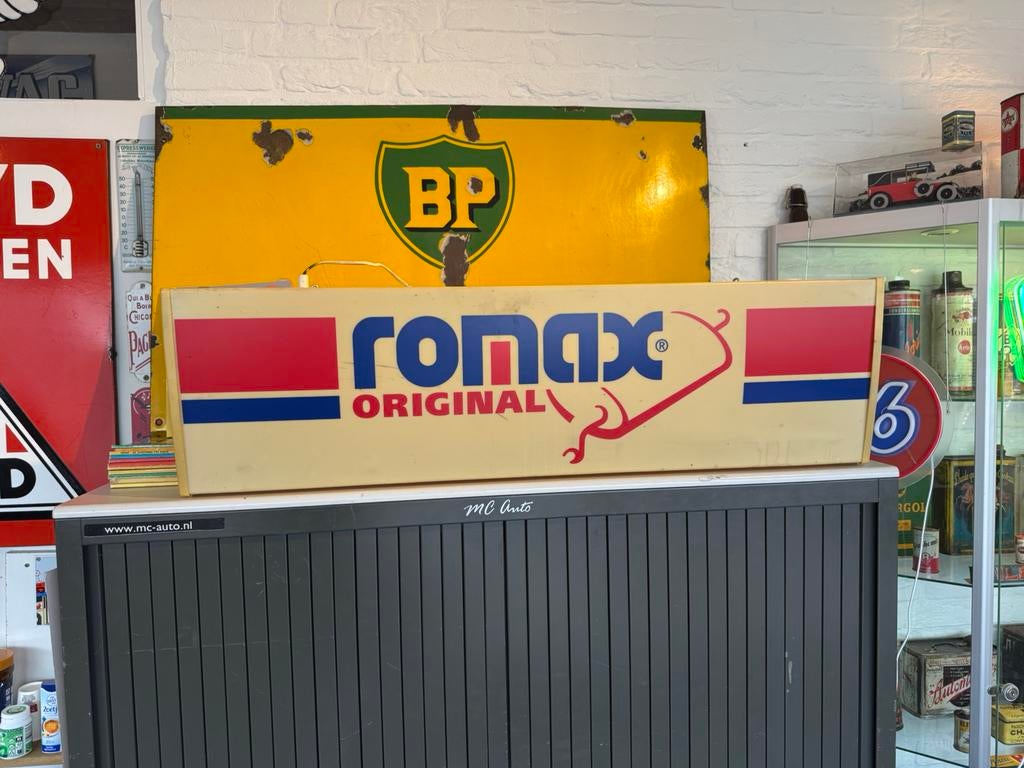 YD
EN
D
BP
romax®
ORIGINAL
6
MC Auto
www.mc-auto.nl
Mobil